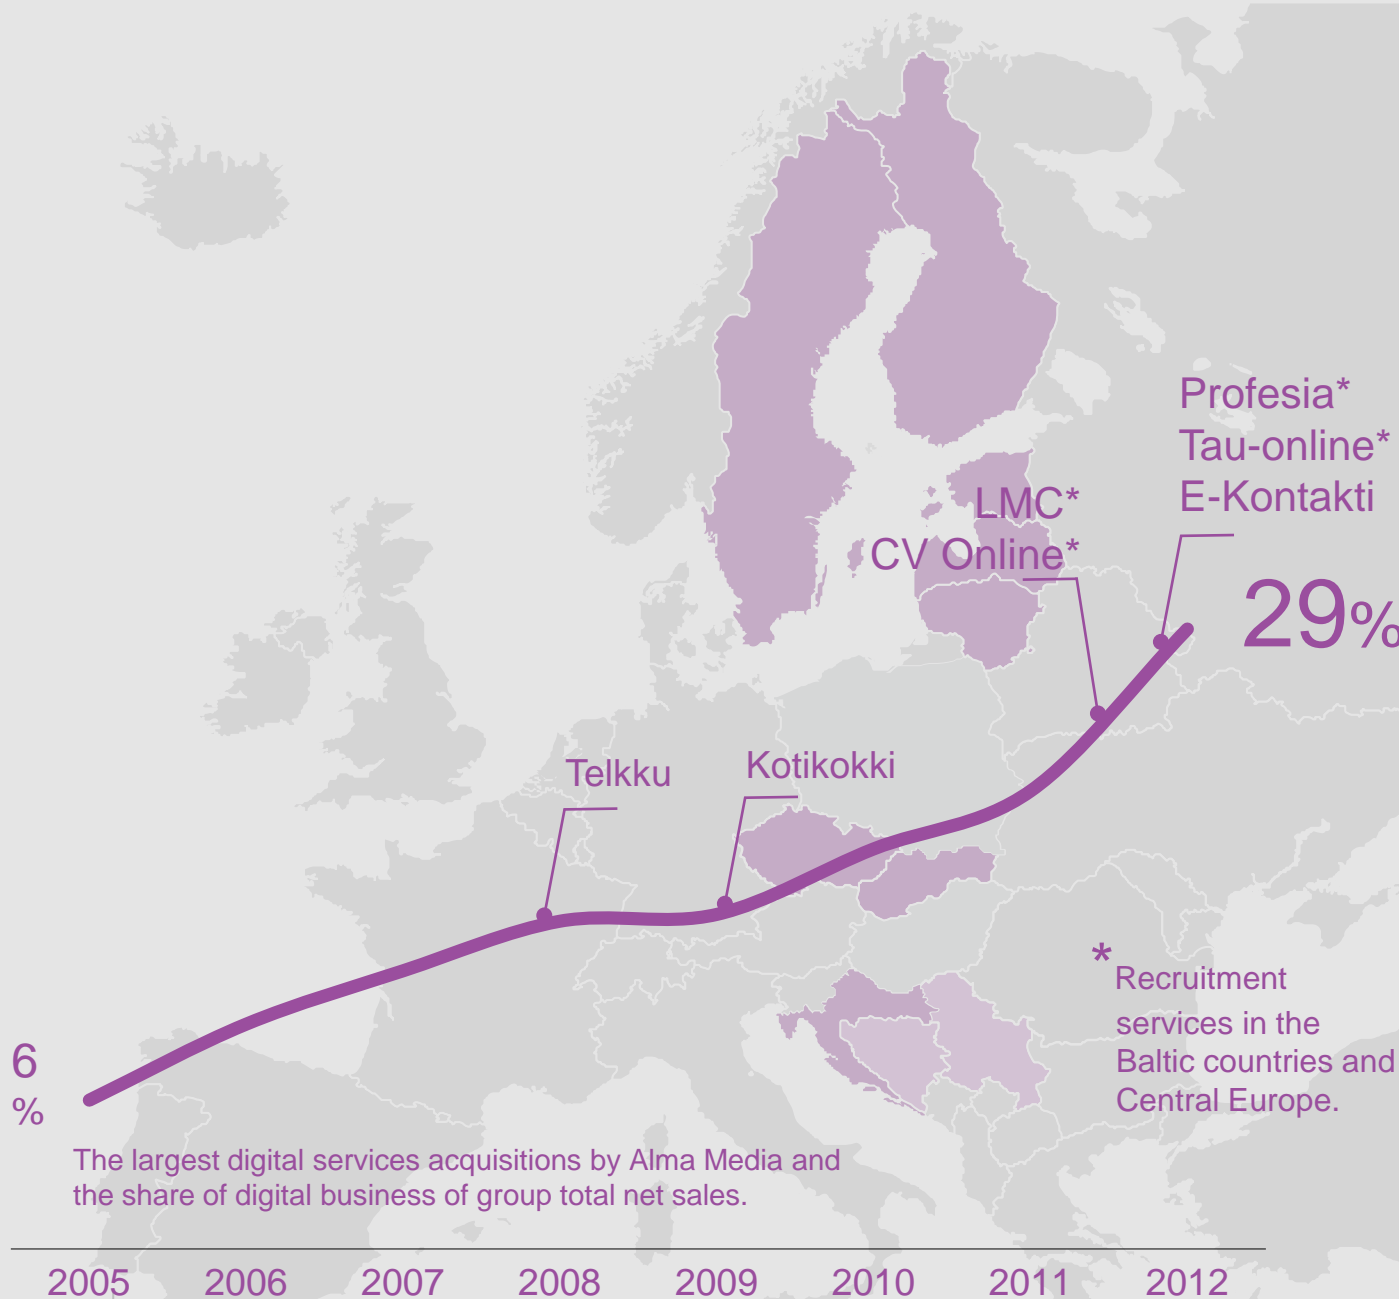 Profesia*
Tau-online*
E-Kontakti
LMC*
CV Online*
29%
Telkku
Kotikokki
* Recruitment
services in the
Baltic countries and
Central Europe.
6
%
The largest digital services acquisitions by Alma Media and
the share of digital business of group total net sales.
2005 2006 2007 2008 2009 2010 2011 2012